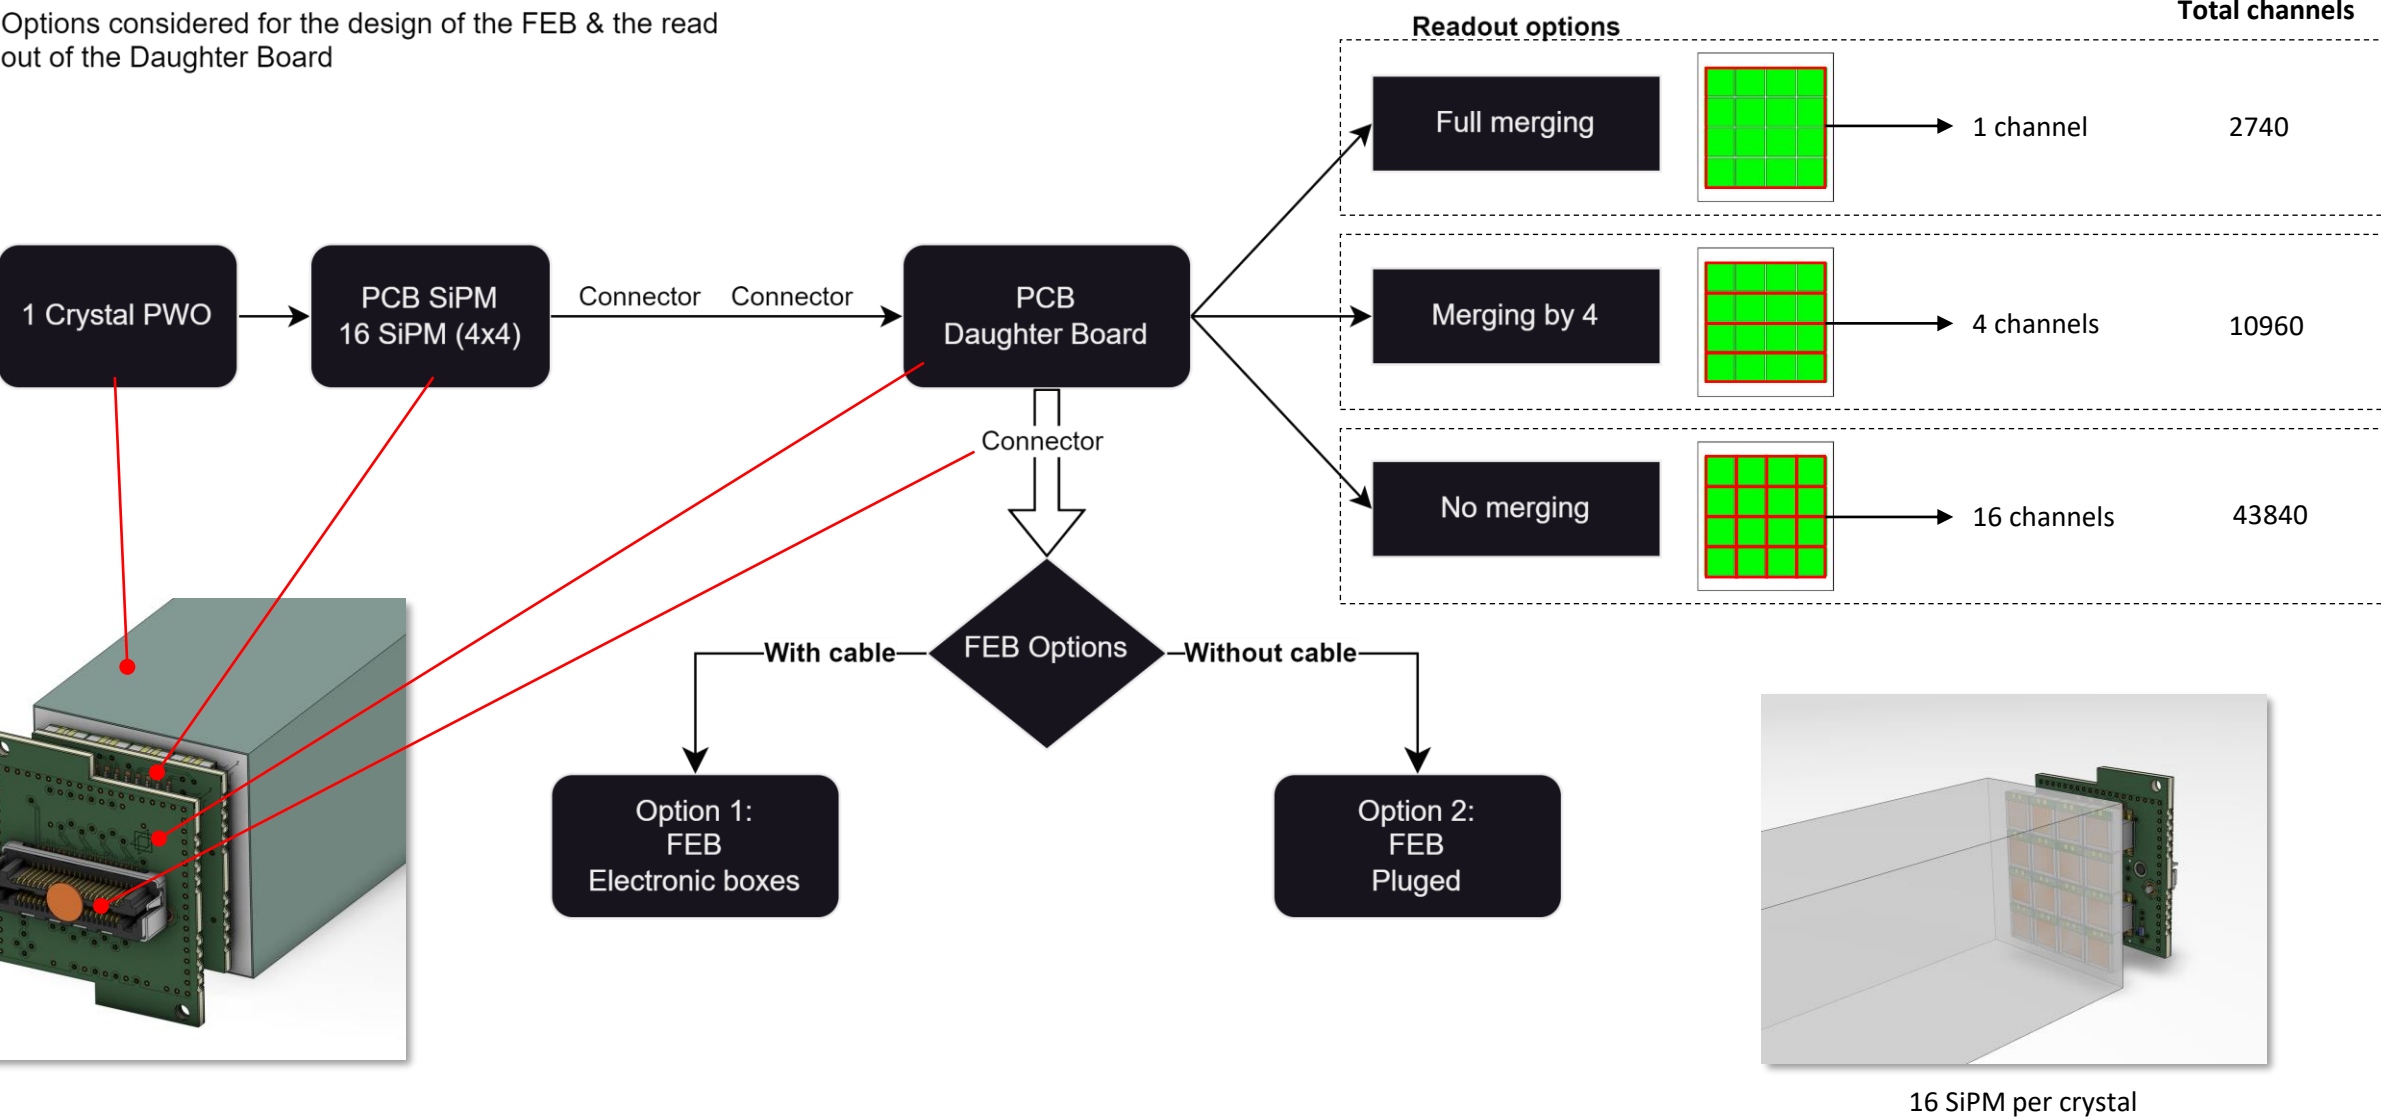 Options considered for the design of the FEB & the read
out of the Daughter Board
Readout options
Total channels
Full merging
1 channel
2740
1 Crystal PWO
PCB SiPM
16 SiPM (4x4)
Connector
Connector
PCB
Daughter Board
Merging by 4
4 channels
10960
Connector
No merging
16 channels
43840
With cable
FEB Options
Without cable
Option 1:
FEB
Electronic boxes
Option 2:
FEB
Pluged
16 SiPM per crystal